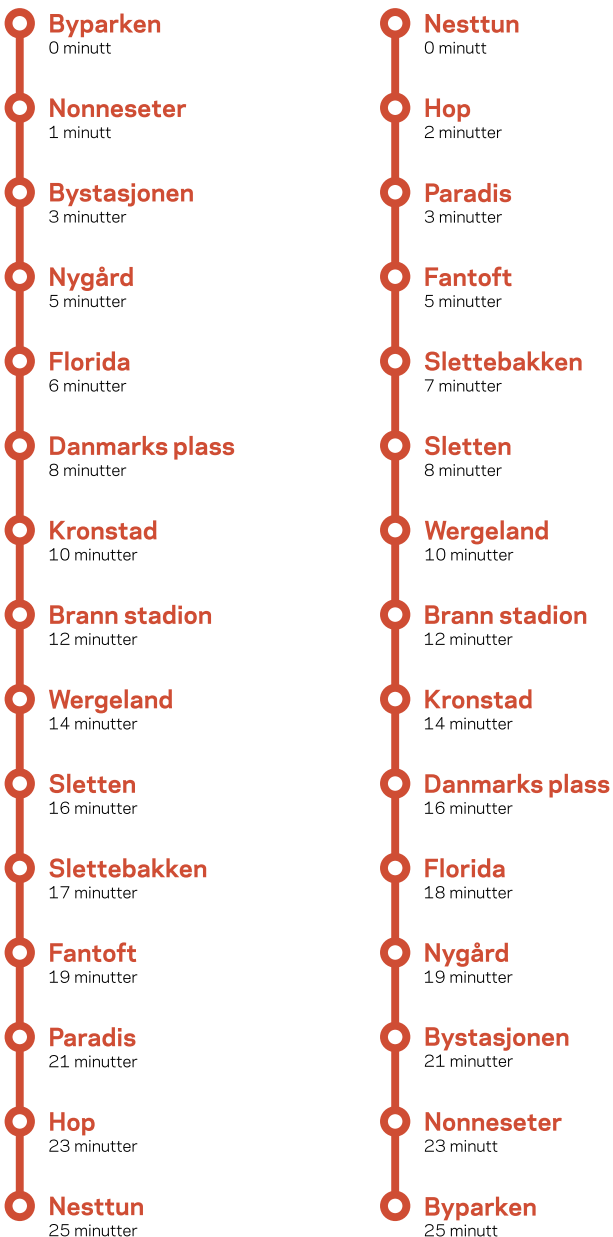 Byparken
0 minutt
Nonneseter
1 minutt
Bystasjonen
3 minutter
Nygård
5 minutter
Florida
6 minutter
Danmarks plass
8 minutter
Kronstad
10 minutter
Brann stadion
12 minutter
Wergeland
14 minutter
Sletten
16 minutter
Slettebakken
17 minutter
Fantoft
19 minutter
Paradis
21 minutter
Hop
23 minutter
Nesttun
25 minutter
Nesttun
0 minutt
Hop
2 minutter
Paradis
3 minutter
Fantoft
5 minutter
Slettebakken
7 minutter
Sletten
8 minutter
Wergeland
10 minutter
Brann stadion
12 minutter
Kronstad
14 minutter
Danmarks plass
16 minutter
Florida
18 minutter
Nygård
19 minutter
Bystasjonen
21 minutter
Nonneseter
23 minutt
Byparken
25 minutt